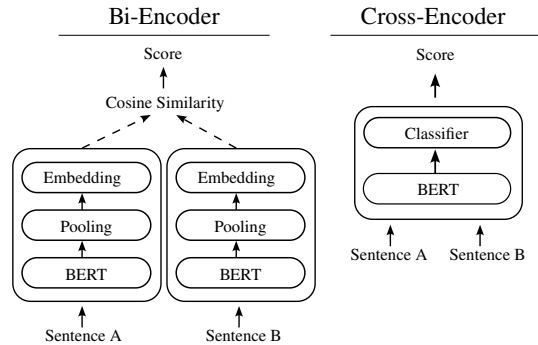 Bi-Encoder
Score
Cosine Similarity
Embedding
Pooling
BERT
Sentence A
Embedding
Pooling
BERT
Sentence B
Cross-Encoder
Score
Classifier
BERT
Sentence A
Sentence B